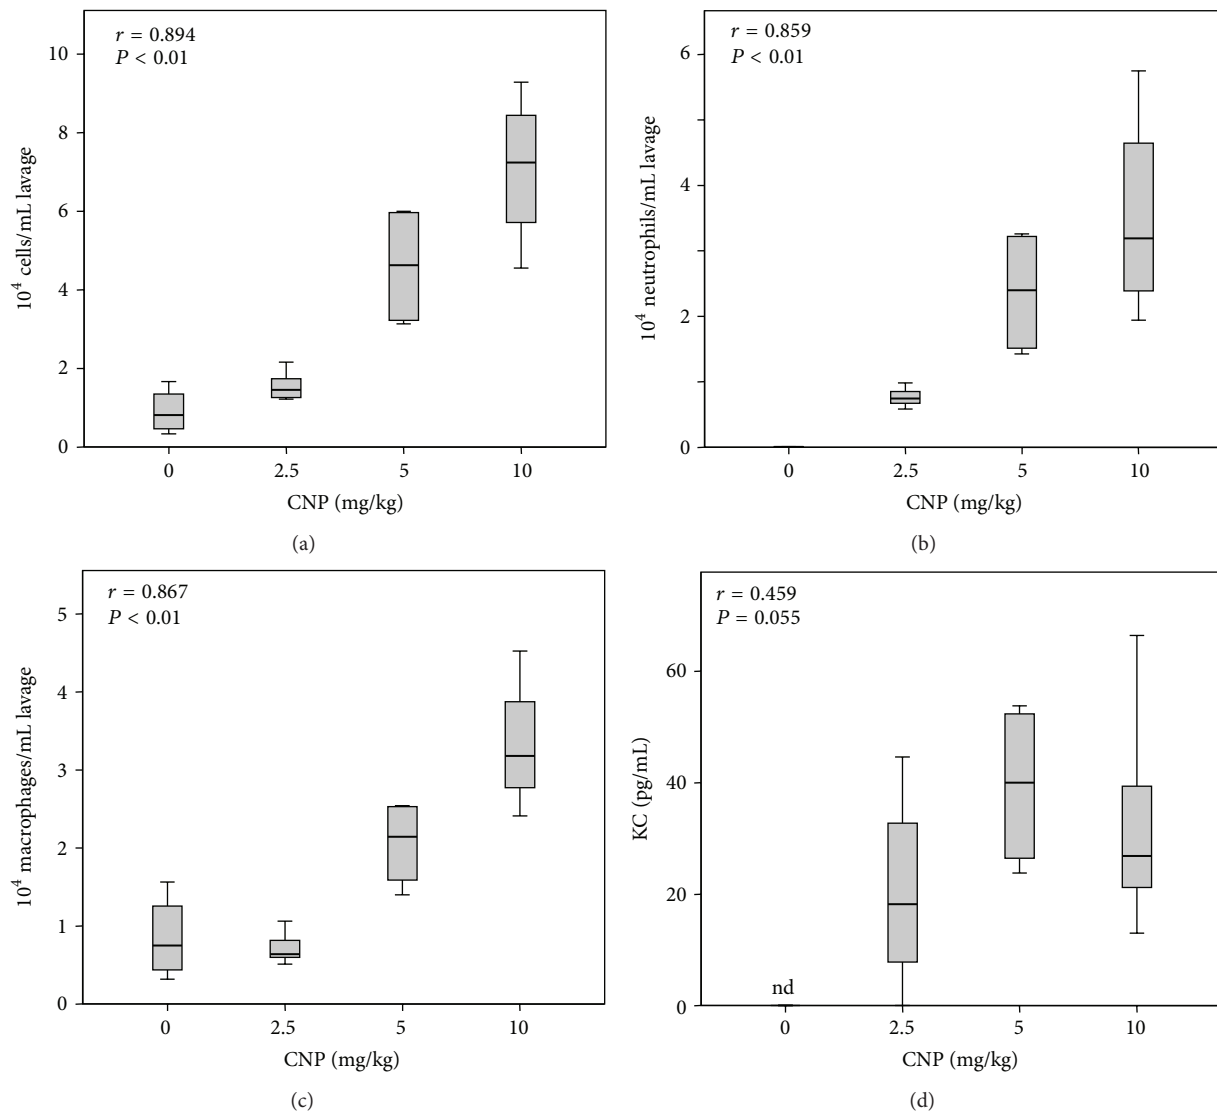 r = 0.894
P < 0.01
10⁴ cells/mL lavage
10
8
6
4
2
0
0 2.5 5 10
CNP (mg/kg)
(a)
r = 0.859
P < 0.01
10⁴ neutrophils/mL lavage
6
4
2
0
0 2.5 5 10
CNP (mg/kg)
(b)
r = 0.867
P < 0.01
10⁴ macrophages/mL lavage
5
4
3
2
1
0
0 2.5 5 10
CNP (mg/kg)
(c)
r = 0.459
P = 0.055
KC (pg/mL)
60
40
20
0
nd
0 2.5 5 10
CNP (mg/kg)
(d)